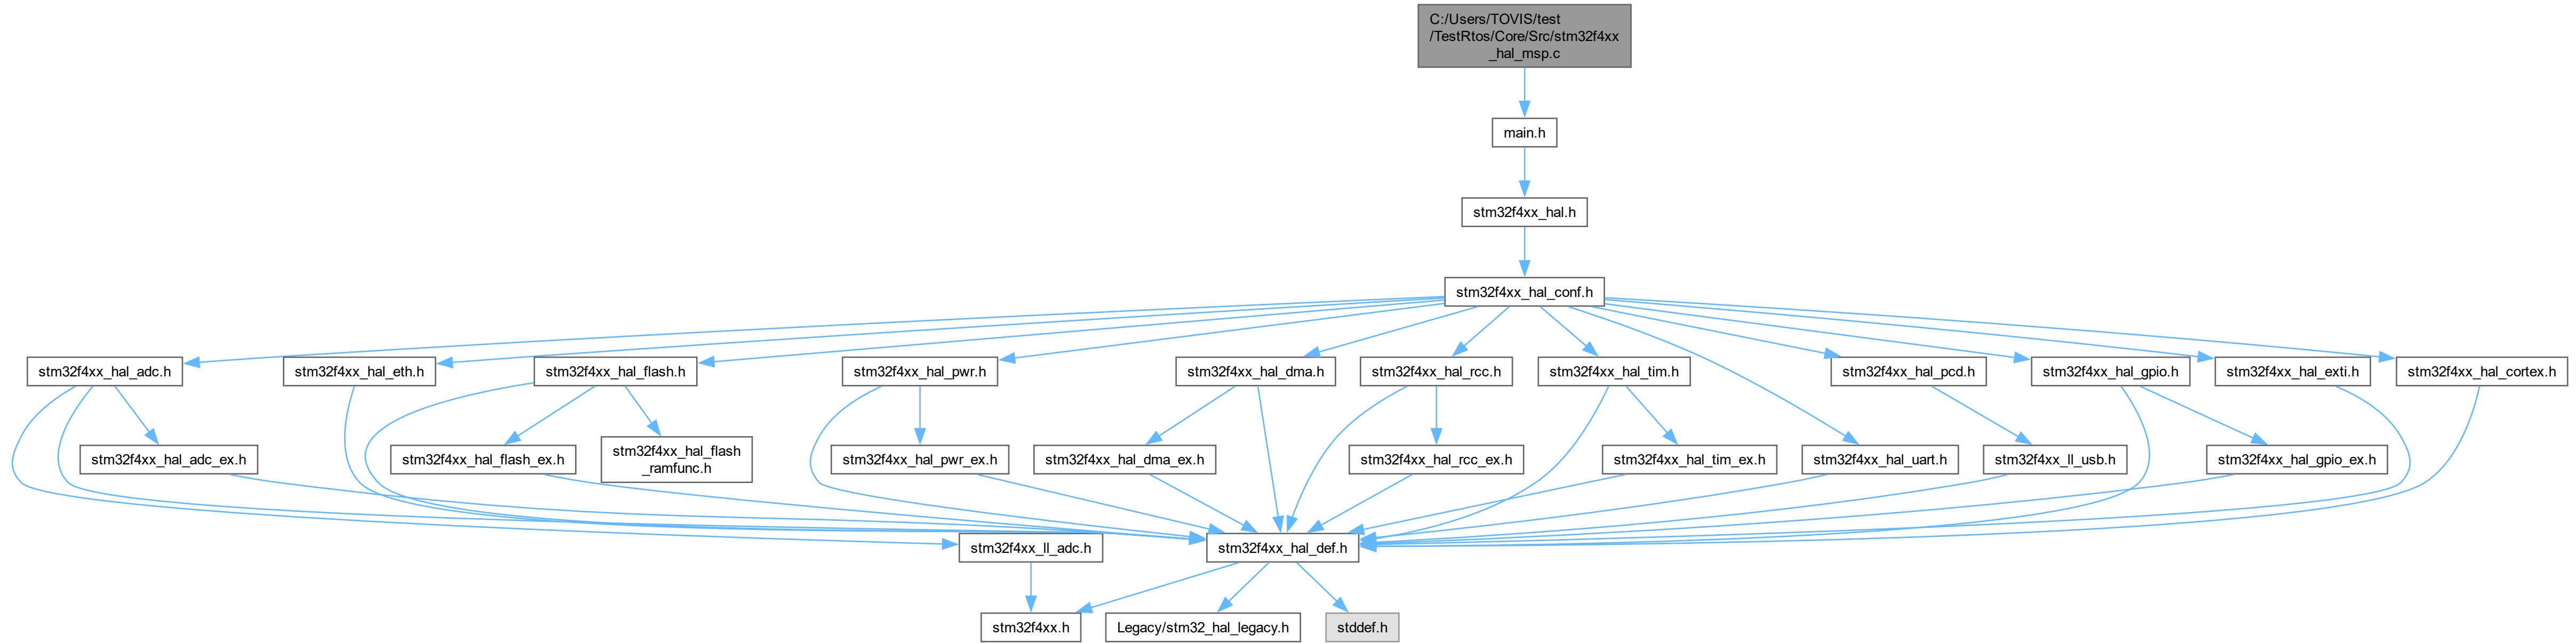 C:/Users/TOVIS/test
/TestRtos/Core/Src/stm32f4xx
_hal_msp.c
main.h
stm32f4xx_hal.h
stm32f4xx_hal_conf.h
stm32f4xx_hal_adc.h
stm32f4xx_hal_eth.h
stm32f4xx_hal_flash.h
stm32f4xx_hal_pwr.h
stm32f4xx_hal_dma.h
stm32f4xx_hal_rcc.h
stm32f4xx_hal_tim.h
stm32f4xx_hal_pcd.h
stm32f4xx_hal_gpio.h
stm32f4xx_hal_exti.h
stm32f4xx_hal_cortex.h
stm32f4xx_hal_adc_ex.h
stm32f4xx_hal_flash_ex.h
stm32f4xx_hal_flash
_ramfunc.h
stm32f4xx_hal_pwr_ex.h
stm32f4xx_hal_dma_ex.h
stm32f4xx_hal_rcc_ex.h
stm32f4xx_hal_tim_ex.h
stm32f4xx_hal_uart.h
stm32f4xx_ll_usb.h
stm32f4xx_hal_gpio_ex.h
stm32f4xx_ll_adc.h
stm32f4xx_hal_def.h
stm32f4xx.h
Legacy/stm32_hal_legacy.h
stddef.h